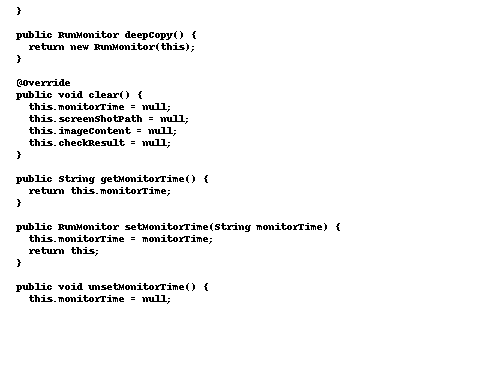 }
public RunMonitor deepCopy() {
return new RunMonitor(this);
}
@Override
public void clear() {
this.monitorTime = null;
this.screenShotPath = null;
this.imageContent = null;
this.checkResult = null;
}
public String getMonitorTime() {
return this.monitorTime;
}
public RunMonitor setMonitorTime(String monitorTime) {
this.monitorTime = monitorTime;
return this;
}
public void unsetMonitorTime() {
this.monitorTime = null;